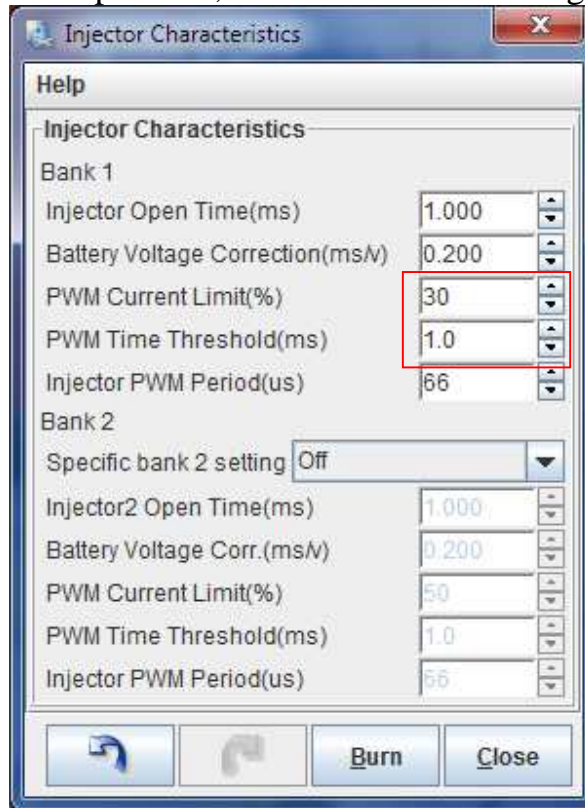 Injector Characteristics
Help
Injector Characteristics
Bank 1
Injector Open Time(ms) 1.000
Battery Voltage Correction(ms/v) 0.200
PWM Current Limit(%) 30
PWM Time Threshold(ms) 1.0
Injector PWM Period(us) 66
Bank 2
Specific bank 2 setting Off
Injector2 Open Time(ms) 1.000
Battery Voltage Corr.(ms/v) 0.200
PWM Current Limit(%) 50
PWM Time Threshold(ms) 1.0
Injector PWM Period(us) 66
Burn Close